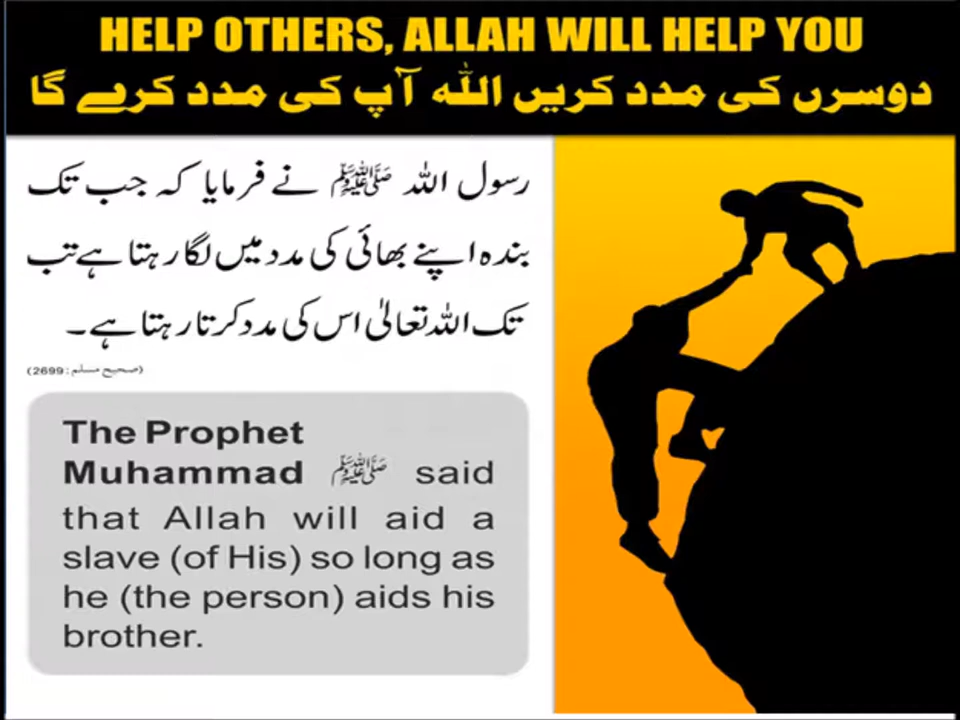 HELP OTHERS, ALLAH WILL HELP YOU
دوسرں کی مدد کریں اللہ آپ کی مدد کرے گا
رسول اللہ ﷺ نے فرمایا کہ جب تک
بندہ اپنے بھائی کی مدد میں لگا رہتا ہے تب
تک اللہ تعالیٰ اس کی مدد کرتا رہتا ہے۔
(صحیح مسلم: 2699)
The Prophet
Muhammad ﷺ said
that Allah will aid a
slave (of His) so long as
he (the person) aids his
brother.